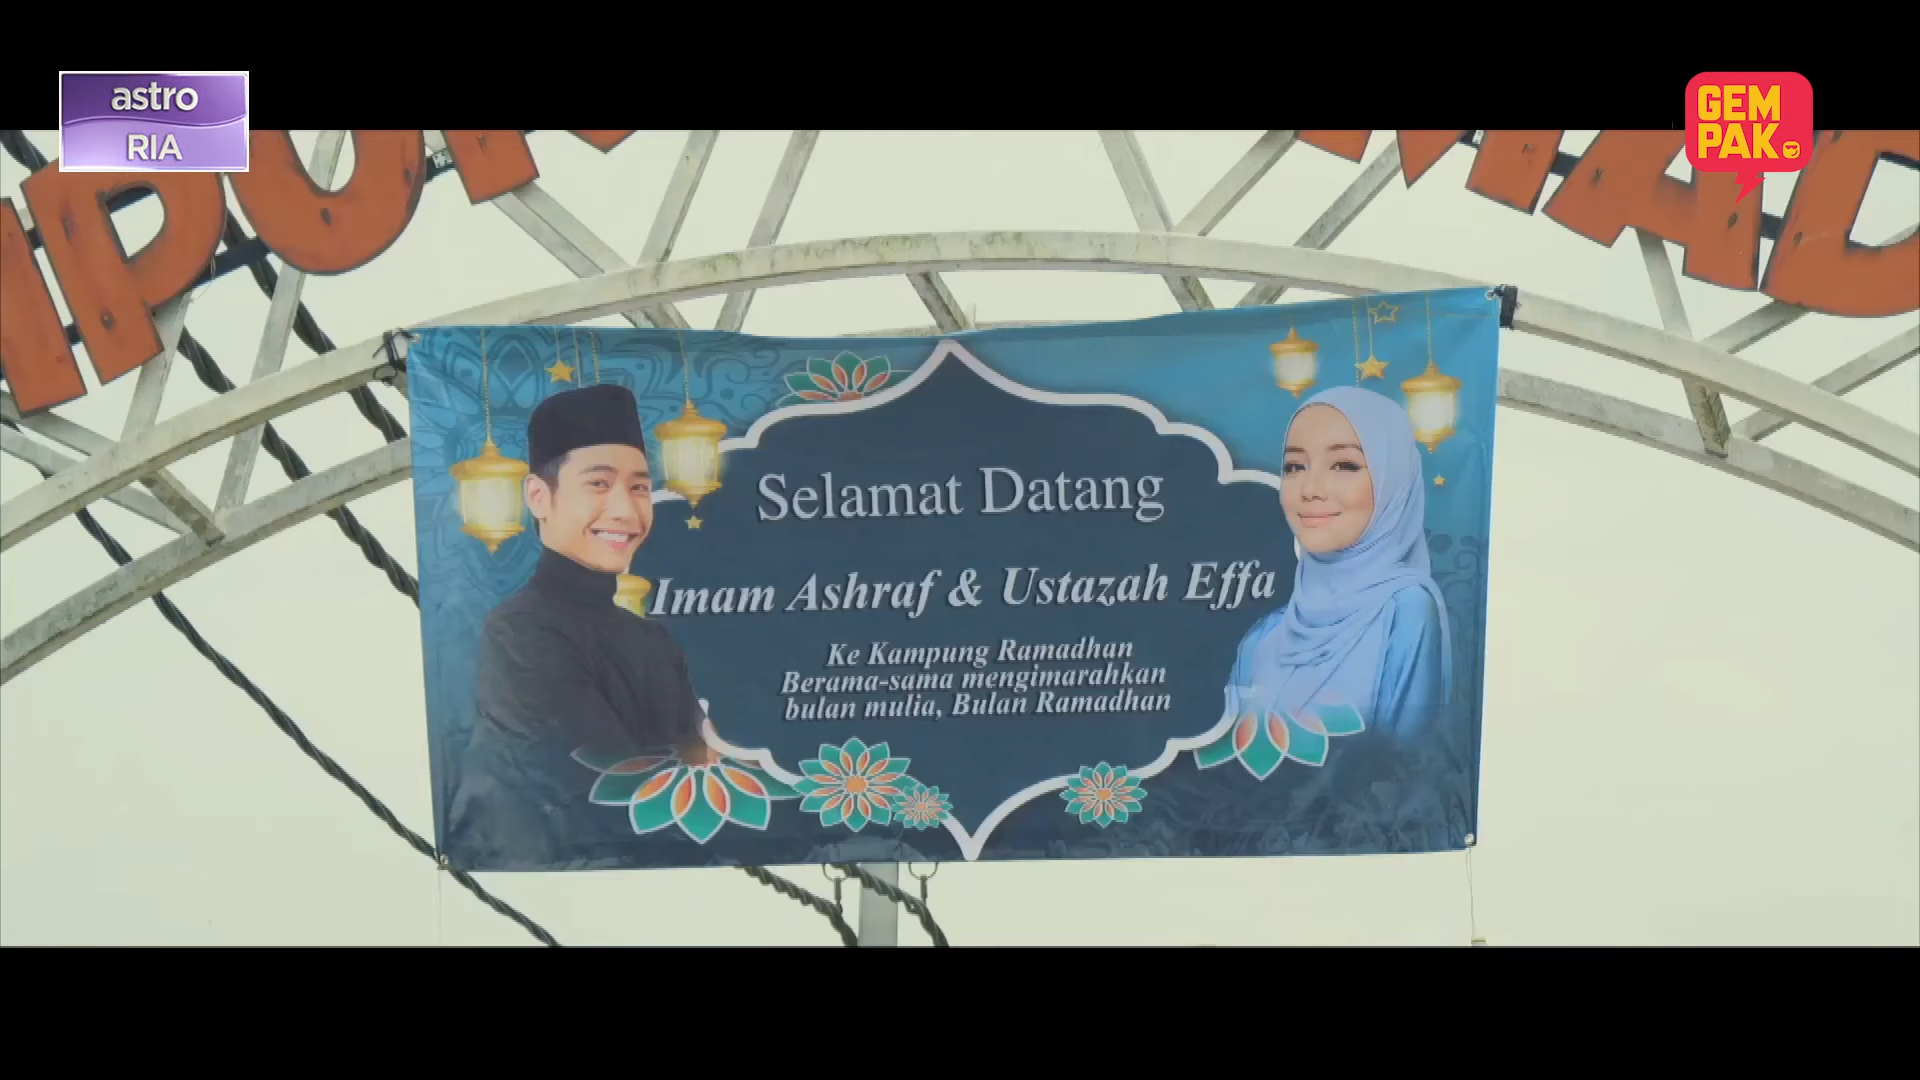 astro
RIA
GEM
PAK
Selamat Datang
Imam Ashraf & Ustazah Effa
Ke Kampung Ramadhan
Berama-sama mengimarahkan
bulan mulia, Bulan Ramadhan